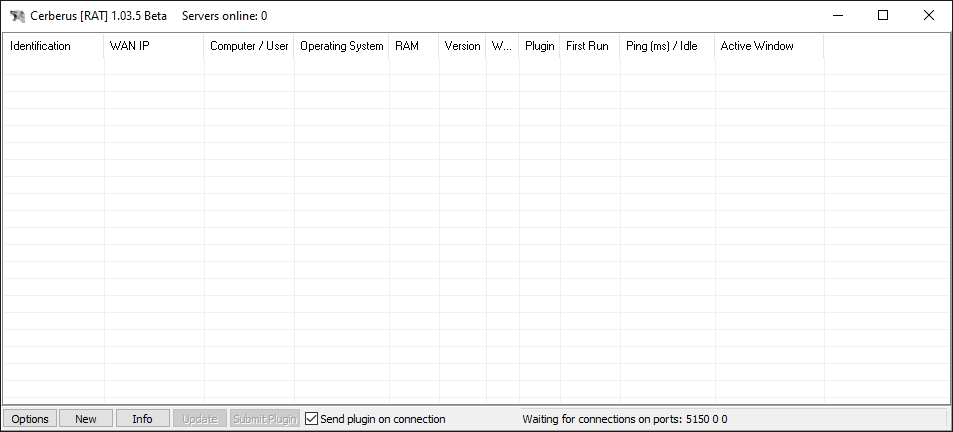 Cerberus [RAT] 1.03.5 Beta Servers online: 0
Identification WAN IP Computer / User Operating System RAM Version W... Plugin First Run Ping (ms) / Idle Active Window
Options New Info Update Submit Plugin Send plugin on connection Waiting for connections on ports: 5150 0 0